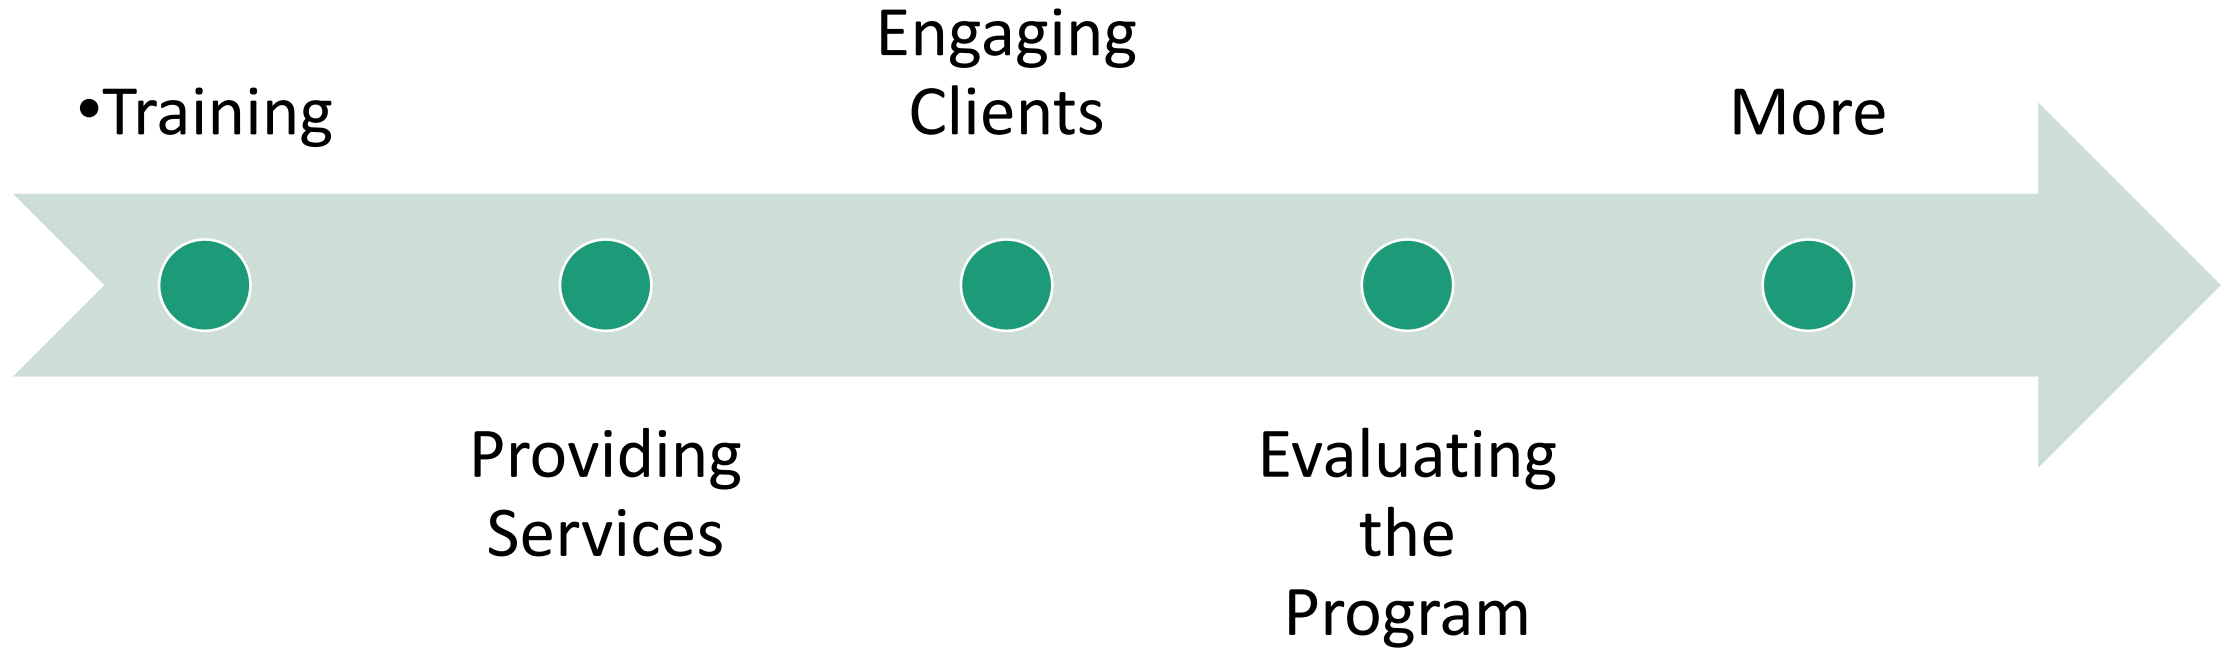 •Training
Providing
Services
Engaging
Clients
Evaluating
the
Program
More